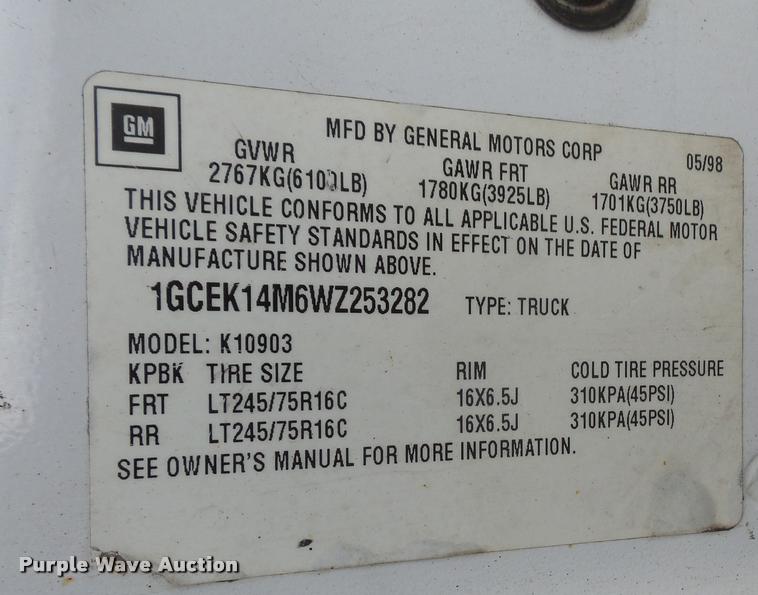 GM
MFD BY GENERAL MOTORS CORP 05/98
GVWR GAWR FRT GAWR RR
2767KG(6100LB) 1780KG(3925LB) 1701KG(3750LB)
THIS VEHICLE CONFORMS TO ALL APPLICABLE U.S. FEDERAL MOTOR
VEHICLE SAFETY STANDARDS IN EFFECT ON THE DATE OF
MANUFACTURE SHOWN ABOVE.
1GCEK14M6WZ253282 TYPE: TRUCK
MODEL: K10903
KPBK TIRE SIZE RIM COLD TIRE PRESSURE
FRT LT245/75R16C 16X6.5J 310KPA(45PSI)
RR LT245/75R16C 16X6.5J 310KPA(45PSI)
SEE OWNER'S MANUAL FOR MORE INFORMATION.
Purple Wave Auction